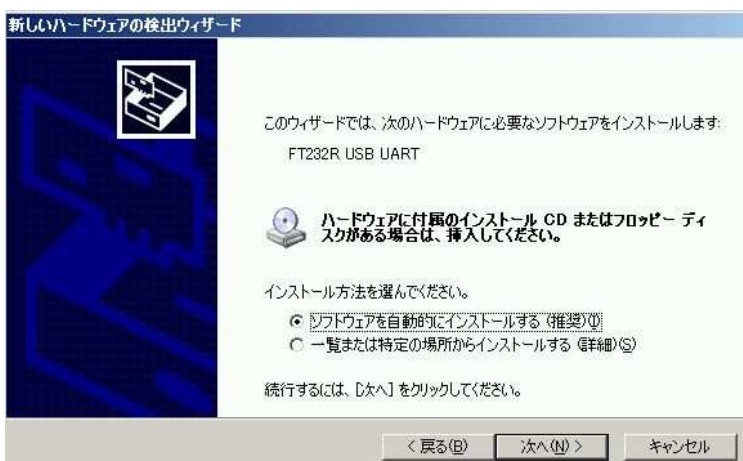 新しいハードウェアの検出ウィザード
このウィザードでは、次のハードウェアに必要なソフトウェアをインストールします:
FT232R USB UART
ハードウェアに付属のインストール CD またはフロッピー ディ
スクがある場合は、挿入してください。
インストール方法を選んでください。
ソフトウェアを自動的にインストールする (推奨)(I)
一覧または特定の場所からインストールする (詳細)(S)
続行するには、[次へ] をクリックしてください。
< 戻る(B)
次へ(N) >
キャンセル